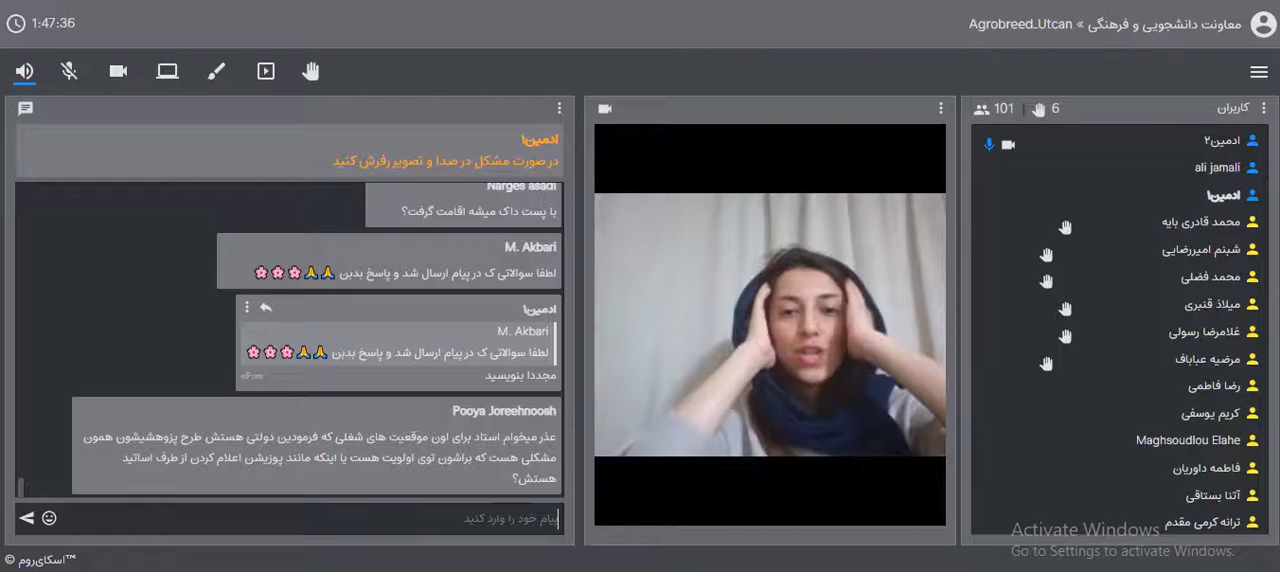 1:47:36
معاونت دانشجویی و فرهنگی » Agrobreed_Utcan
ادمین۱
در صورت مشکل در صدا و تصویر رفرش کنید
Narges asadi
با پست داک میشه اقامت گرفت؟
M. Akbari
لطفا سوالاتی ک در پیام ارسال شد و پاسخ بدین 🙏🙏🌸🌸🌸
ادمین۱
M. Akbari
لطفا سوالاتی ک در پیام ارسال شد و پاسخ بدین 🙏🙏🌸🌸🌸
مجددا بنویسید
Pooya Joreehnoosh
عذر میخوام استاد برای اون موقعیت های شغلی که فرمودین دولتی هستش طرح پزوهشیشون همون
مشکلی هست که براشون توی اولویت هست یا اینکه مانند پوزیشن اعلام کردن از طرف اساتید
هستش؟
پیام خود را وارد کنید
اسکای‌روم™ ©
کاربران
6
101
ادمین۲
ali jamali
ادمین۱
محمد قادری بایه
شبنم امیررضایی
محمد فضلی
میلاد قنبری
غلامرضا رسولی
مرضیه عباباف
رضا فاطمی
کریم یوسفی
Maghsoudlou Elahe
فاطمه داوریان
آتنا بستاقی
ترانه کرمی مقدم
Activate Windows
Go to Settings to activate Windows.